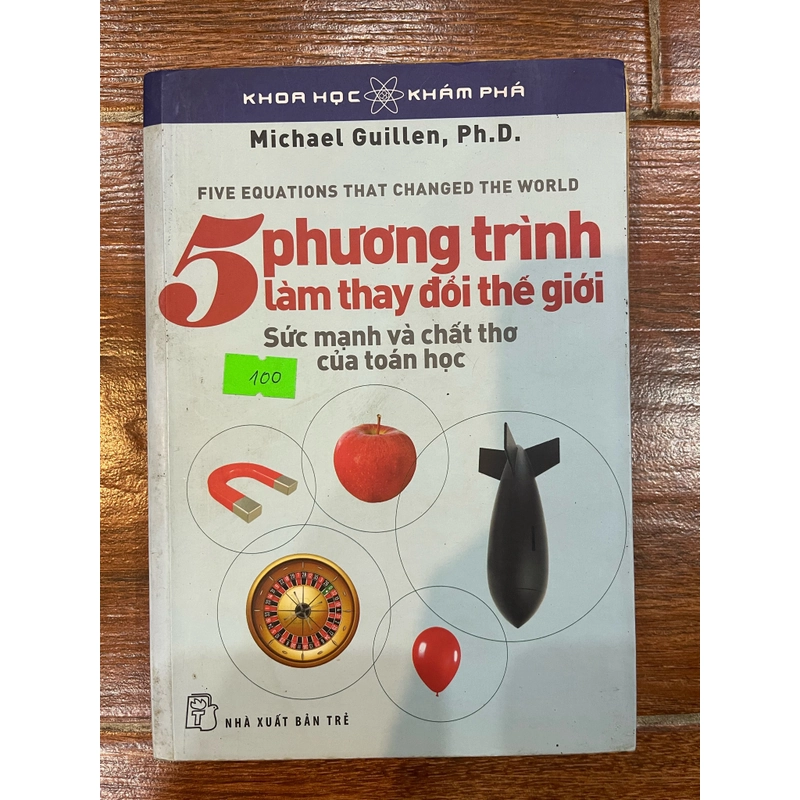 KHOA HỌC KHÁM PHÁ
Michael Guillen, Ph.D.
FIVE EQUATIONS THAT CHANGED THE WORLD
5 phương trình
làm thay đổi thế giới
Sức mạnh và chất thơ
của toán học
100
NHÀ XUẤT BẢN TRẺ